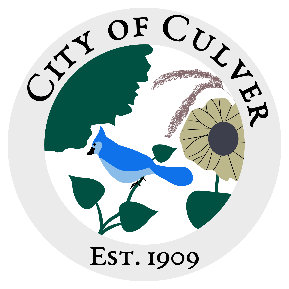 CITY OF CULVER
EST. 1909